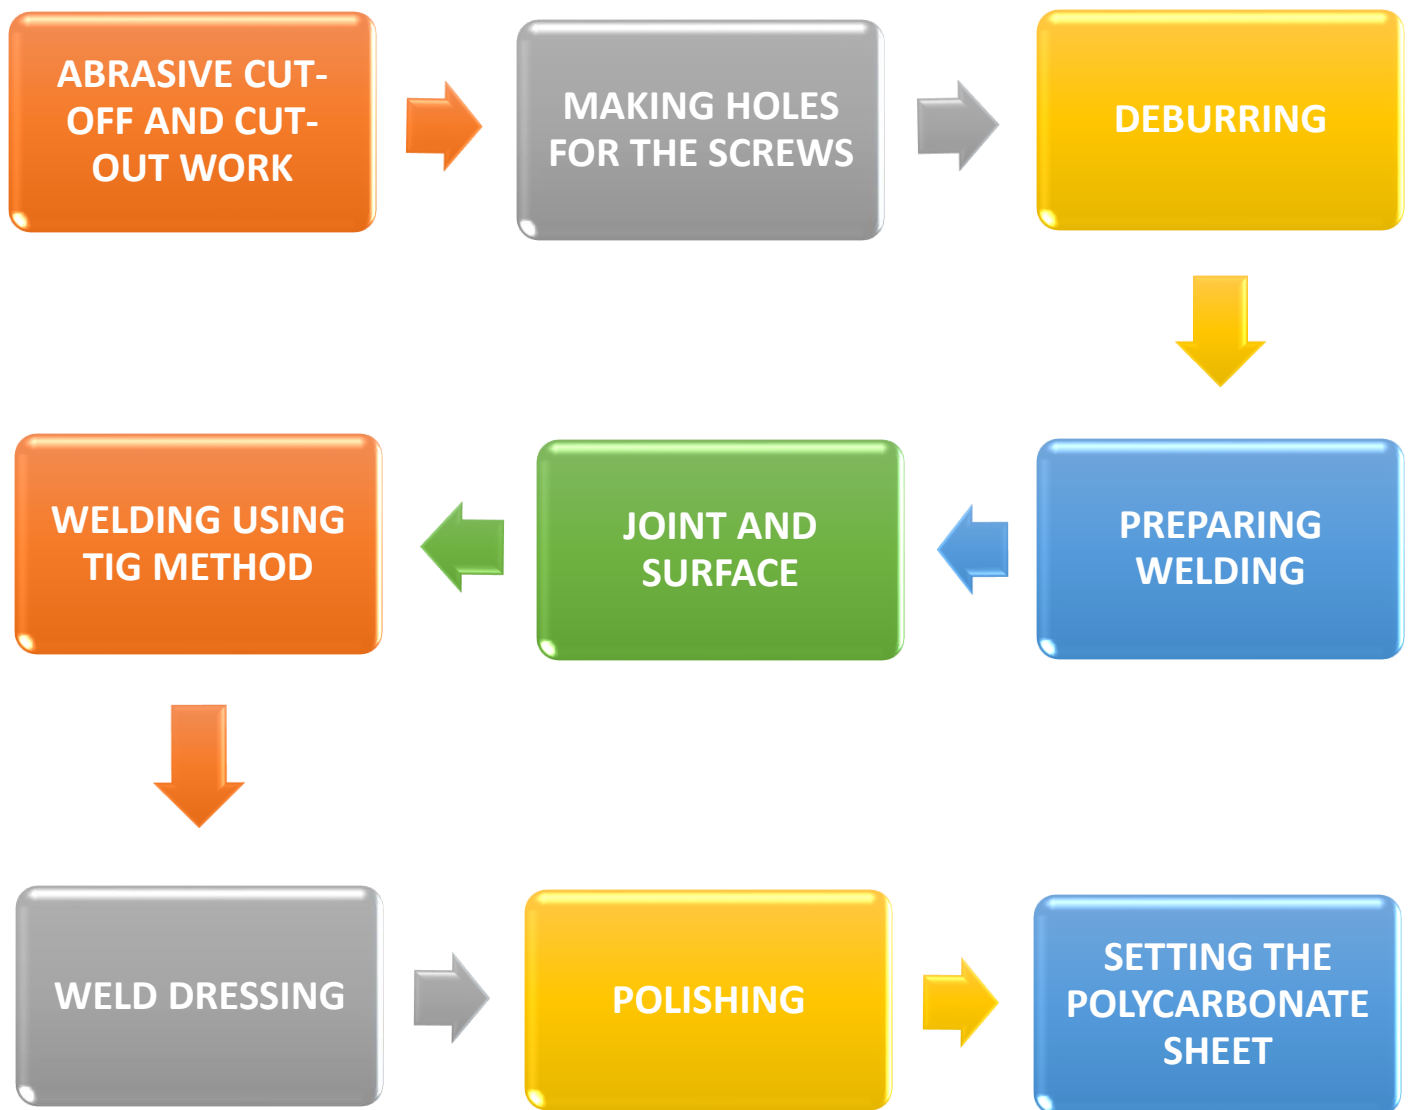 ABRASIVE CUT-
OFF AND CUT-
OUT WORK
MAKING HOLES
FOR THE SCREWS
DEBURRING
PREPARING
WELDING
JOINT AND
SURFACE
WELDING USING
TIG METHOD
WELD DRESSING
POLISHING
SETTING THE
POLYCARBONATE
SHEET